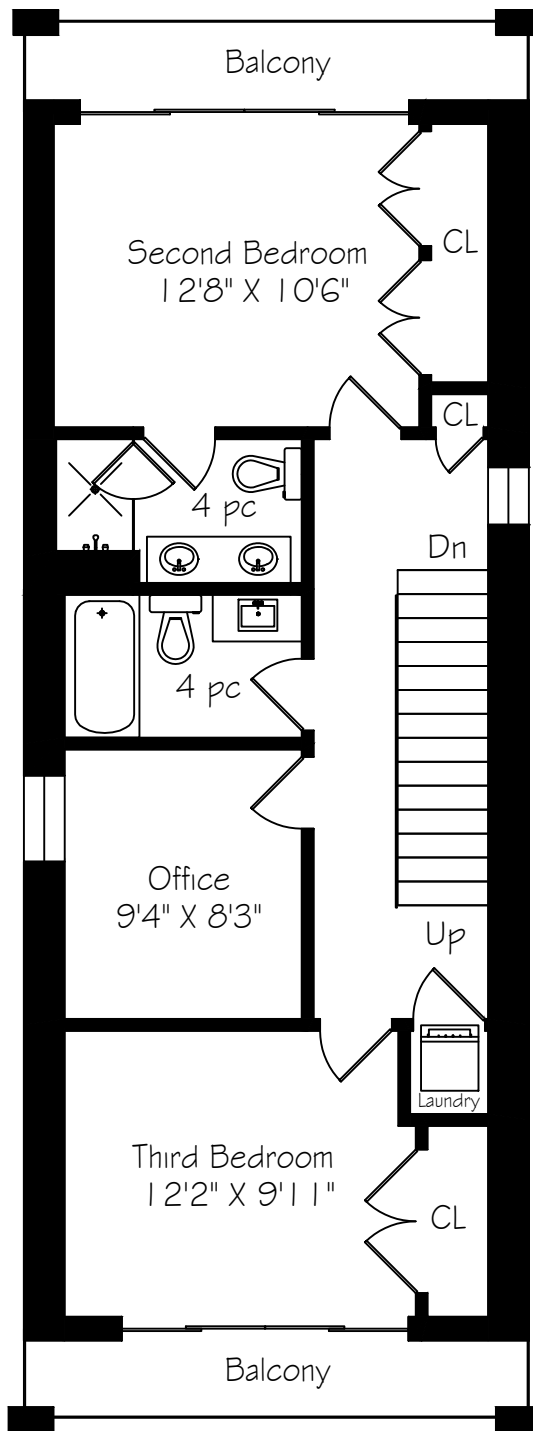 Balcony
Second Bedroom
12'8" X 10'6"
CL
CL
4 pc
Dn
4 pc
Office
9'4" X 8'3"
Up
Laundry
Third Bedroom
12'2" X 9'11"
CL
Balcony